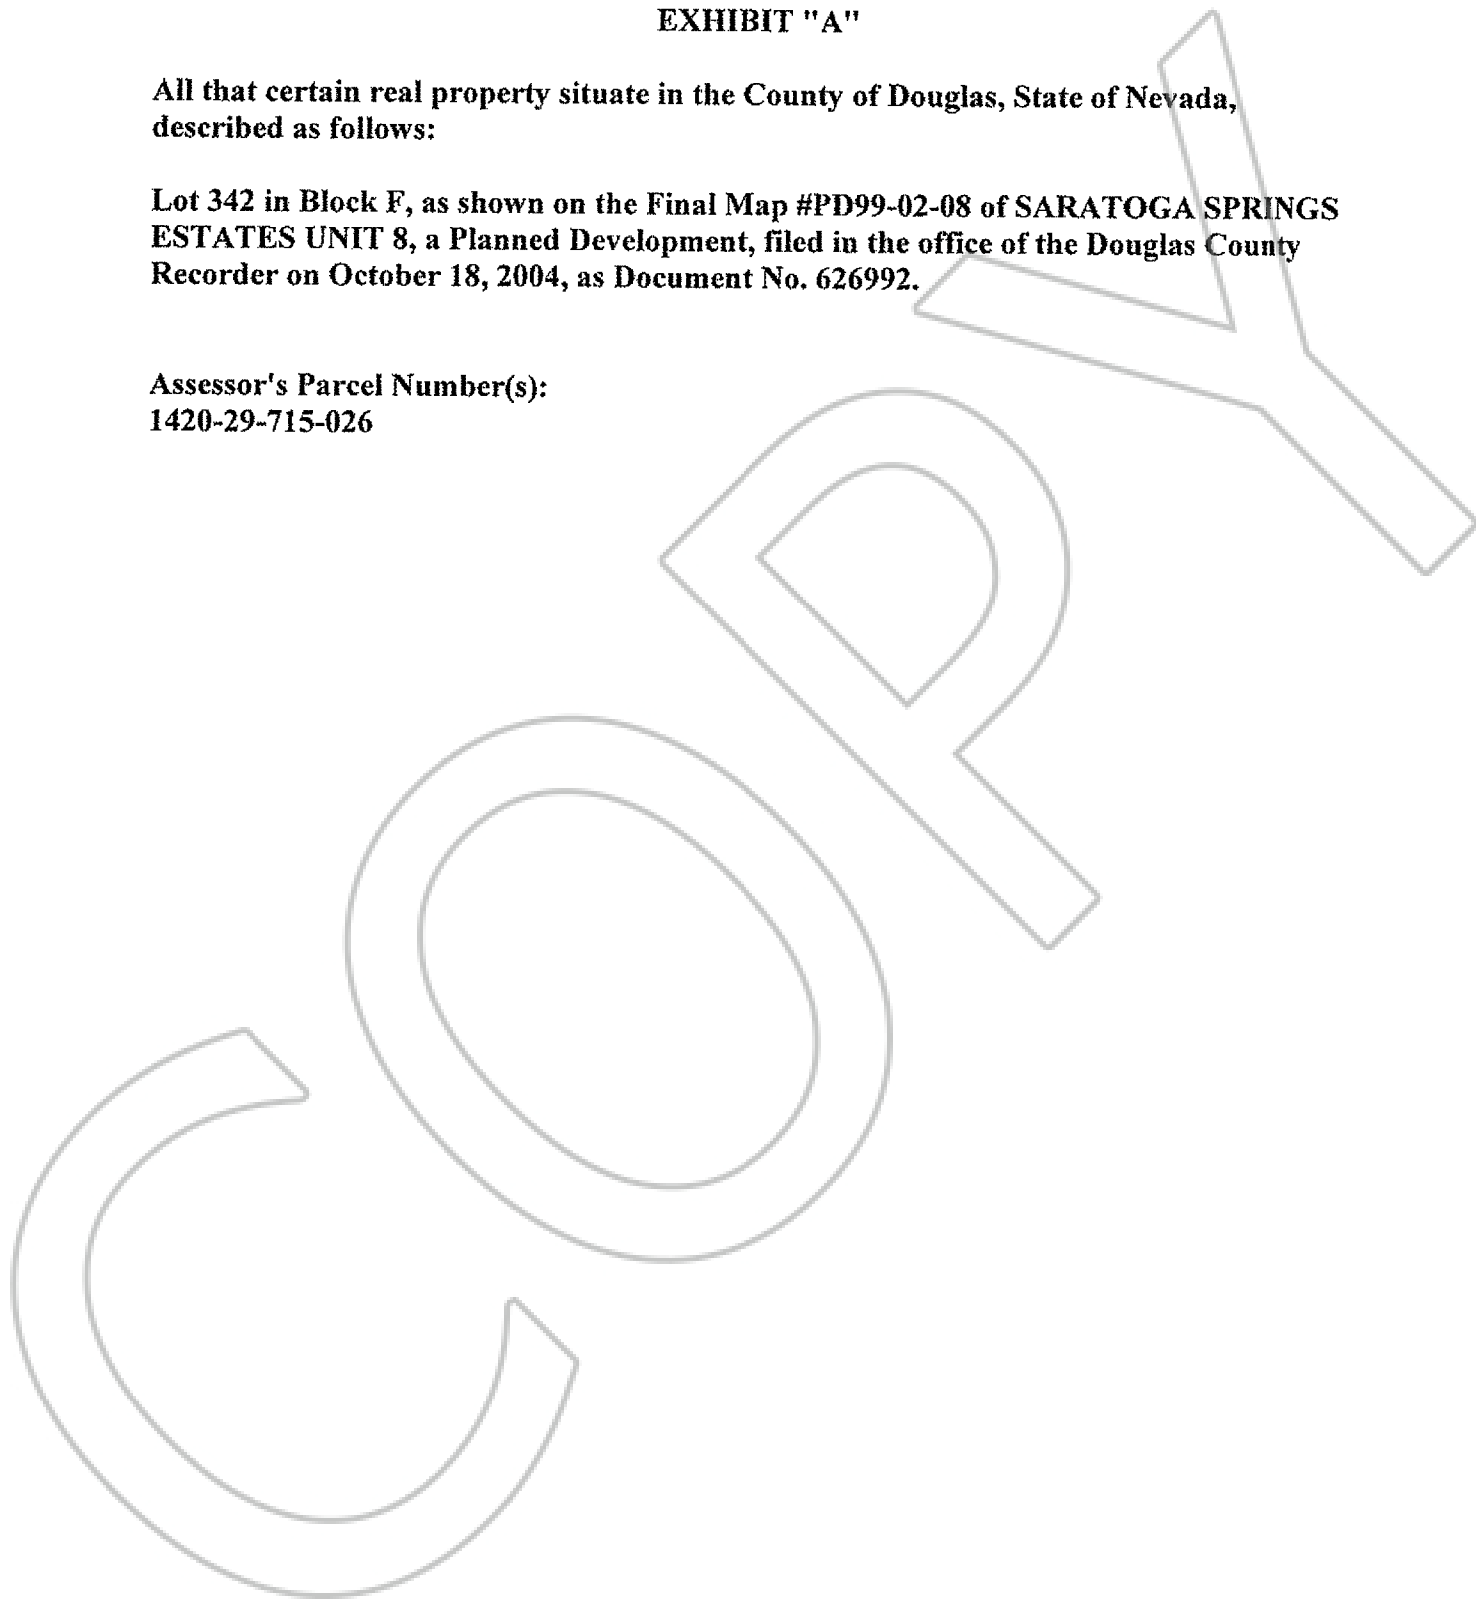 EXHIBIT "A"
All that certain real property situate in the County of Douglas, State of Nevada,
described as follows:
Lot 342 in Block F, as shown on the Final Map #PD99-02-08 of SARATOGA SPRINGS
ESTATES UNIT 8, a Planned Development, filed in the office of the Douglas County
Recorder on October 18, 2004, as Document No. 626992.
Assessor's Parcel Number(s):
1420-29-715-026
COPY